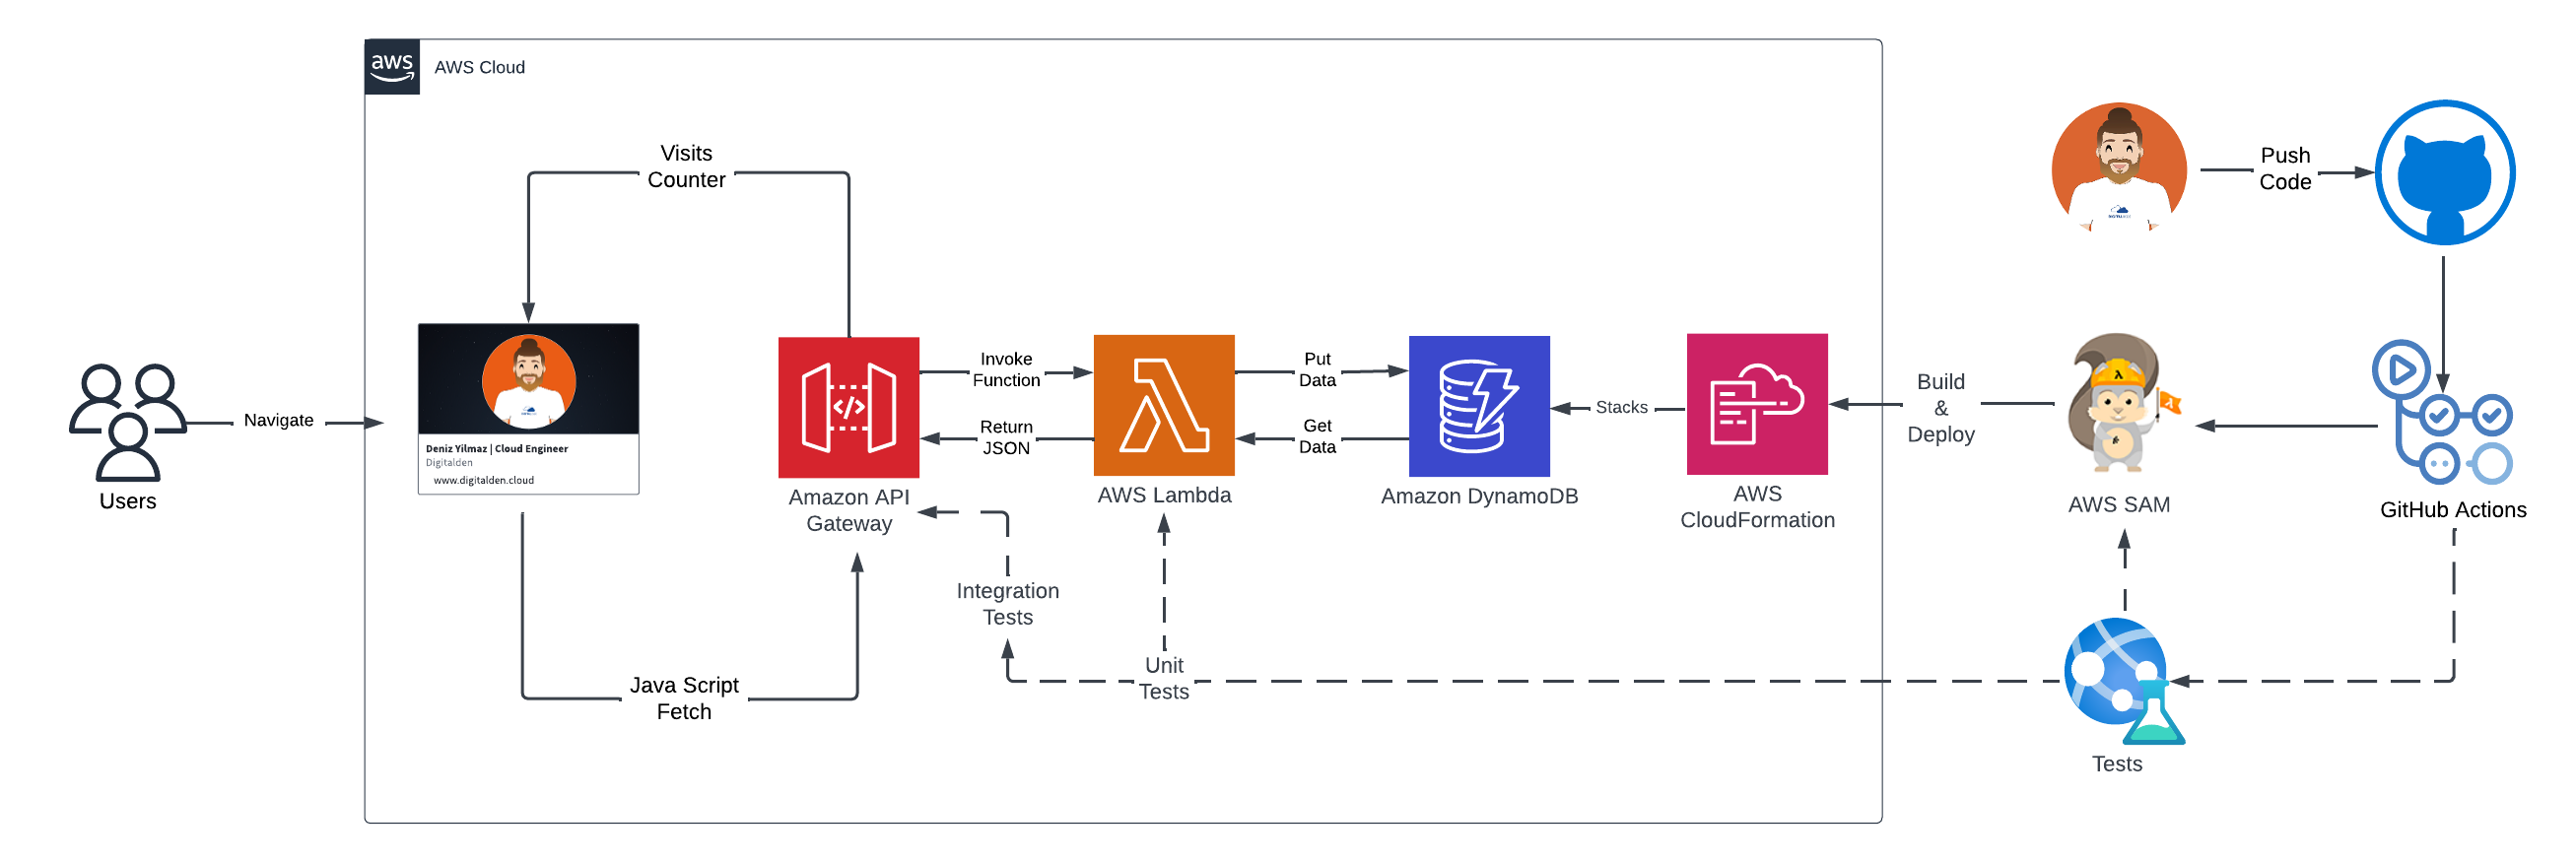 aws
AWS Cloud
Visits
Counter
Push
Code
Navigate
Users
Deniz Yilmaz | Cloud Engineer
Digitalden
www.digitalden.cloud
Invoke
Function
Return
JSON
Put
Data
Get
Data
Stacks
Build
&
Deploy
Amazon API
Gateway
AWS Lambda
Amazon DynamoDB
AWS
CloudFormation
AWS SAM
GitHub Actions
Integration
Tests
Unit
Tests
Java Script
Fetch
Tests